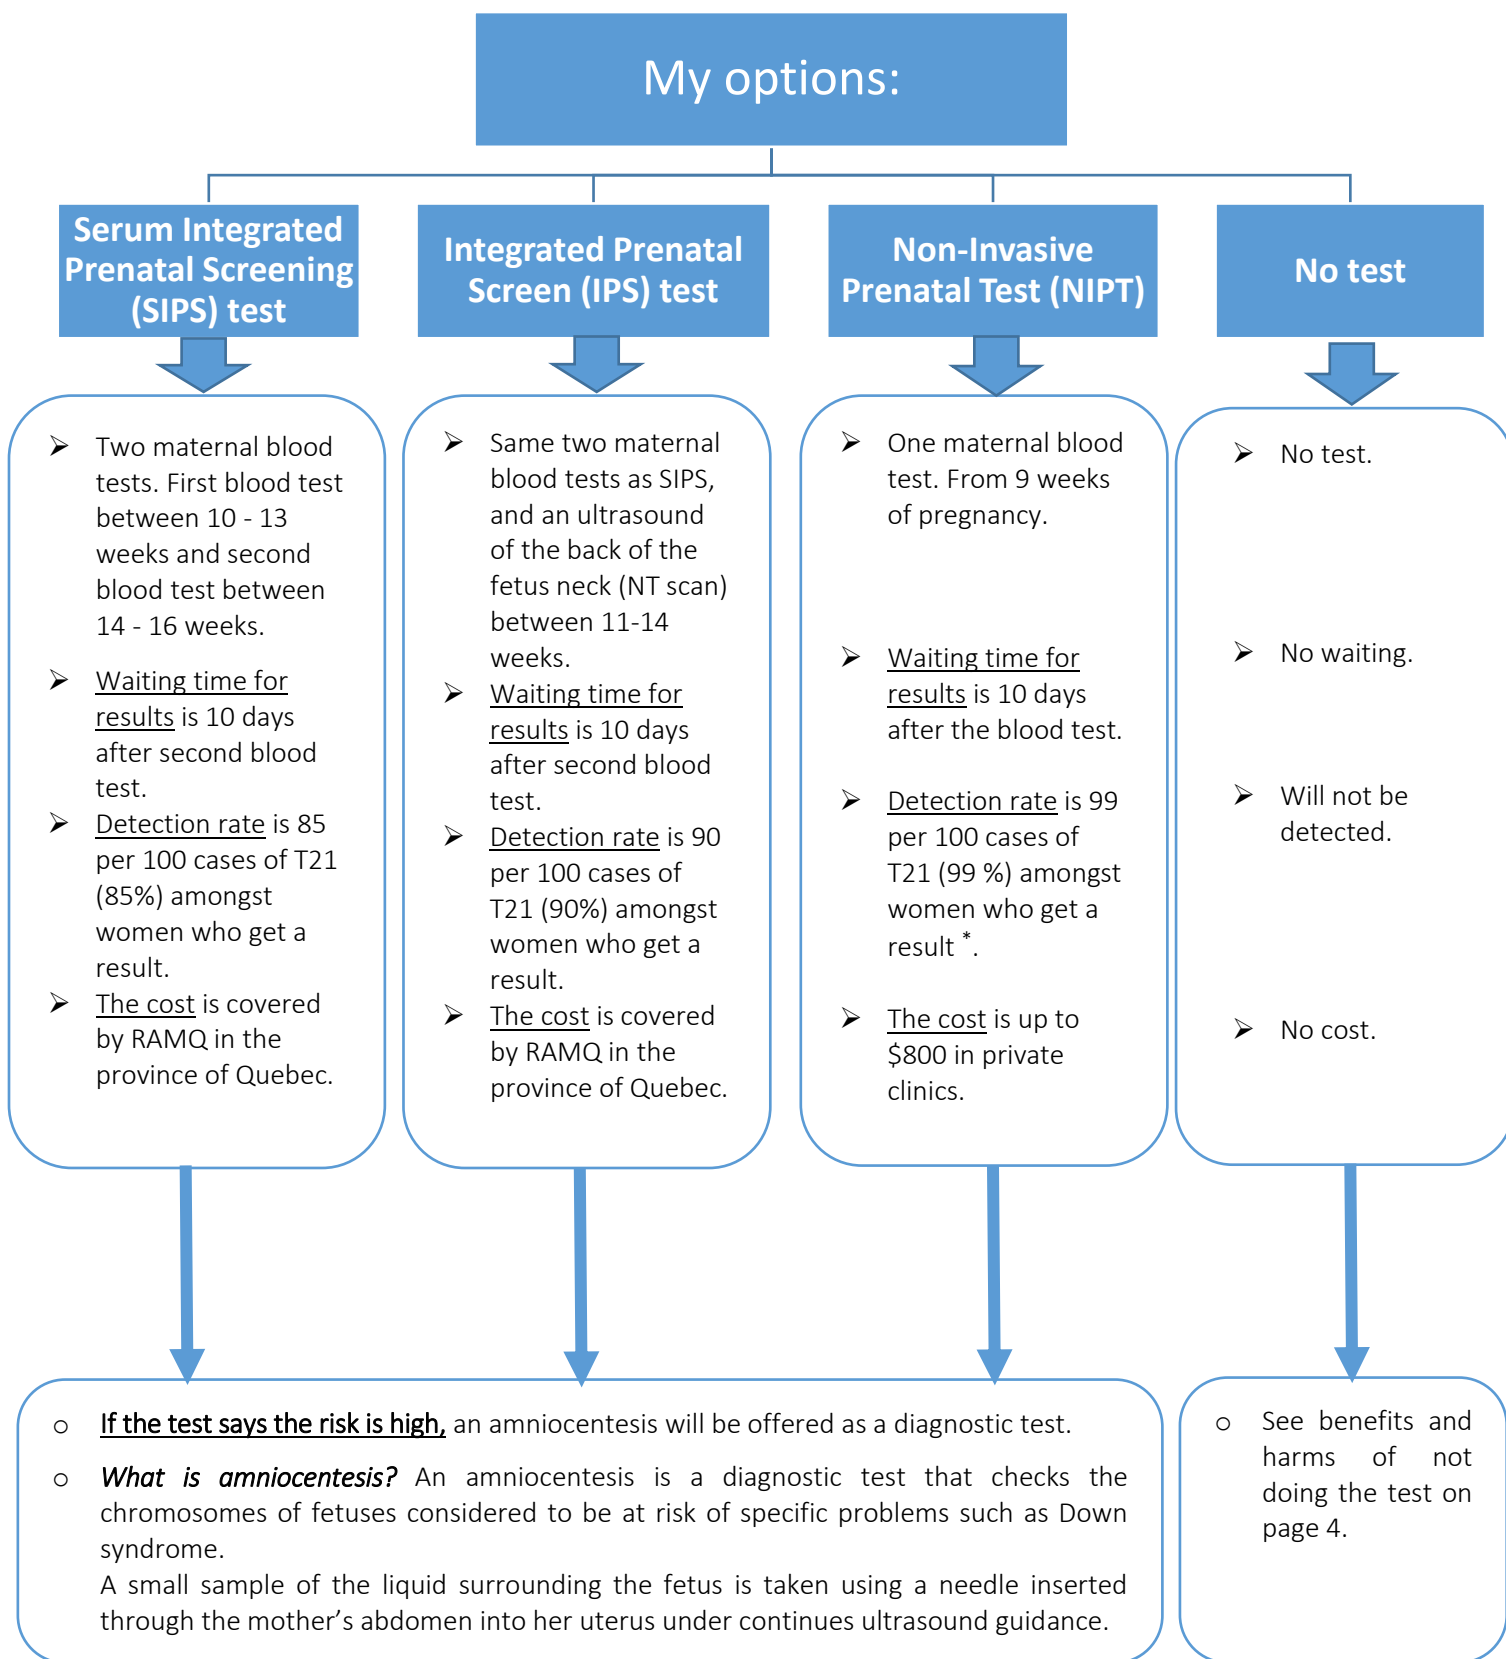 My options:
Serum Integrated
Prenatal Screening
(SIPS) test
Integrated Prenatal
Screen (IPS) test
Non-Invasive
Prenatal Test (NIPT)
No test
➢ Two maternal blood
tests. First blood test
between 10 - 13
weeks and second
blood test between
14 - 16 weeks.
➢ Waiting time for
results is 10 days
after second blood
test.
➢ Detection rate is 85
per 100 cases of T21
(85%) amongst
women who get a
result.
➢ The cost is covered
by RAMQ in the
province of Quebec.
➢ Same two maternal
blood tests as SIPS,
and an ultrasound
of the back of the
fetus neck (NT scan)
between 11-14
weeks.
➢ Waiting time for
results is 10 days
after second blood
test.
➢ Detection rate is 90
per 100 cases of
T21 (90%) amongst
women who get a
result.
➢ The cost is covered
by RAMQ in the
province of Quebec.
➢ One maternal blood
test. From 9 weeks
of pregnancy.
➢ Waiting time for
results is 10 days
after the blood test.
➢ Detection rate is 99
per 100 cases of
T21 (99 %) amongst
women who get a
result *.
➢ The cost is up to
$800 in private
clinics.
➢ No test.
➢ No waiting.
➢ Will not be
detected.
➢ No cost.
o If the test says the risk is high, an amniocentesis will be offered as a diagnostic test.
o What is amniocentesis? An amniocentesis is a diagnostic test that checks the
chromosomes of fetuses considered to be at risk of specific problems such as Down
syndrome.
A small sample of the liquid surrounding the fetus is taken using a needle inserted
through the mother's abdomen into her uterus under continues ultrasound guidance.
o See benefits and
harms of not
doing the test on
page 4.